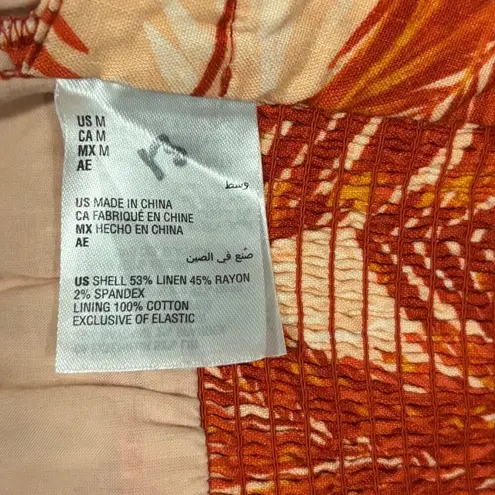 US M
CA M
MX M
AE
وسط
US MADE IN CHINA
CA FABRIQUÉ EN CHINE
MX HECHO EN CHINA
AE
صنع في الصين
US SHELL 53% LINEN 45% RAYON
2% SPANDEX
LINING 100% COTTON
EXCLUSIVE OF ELASTIC